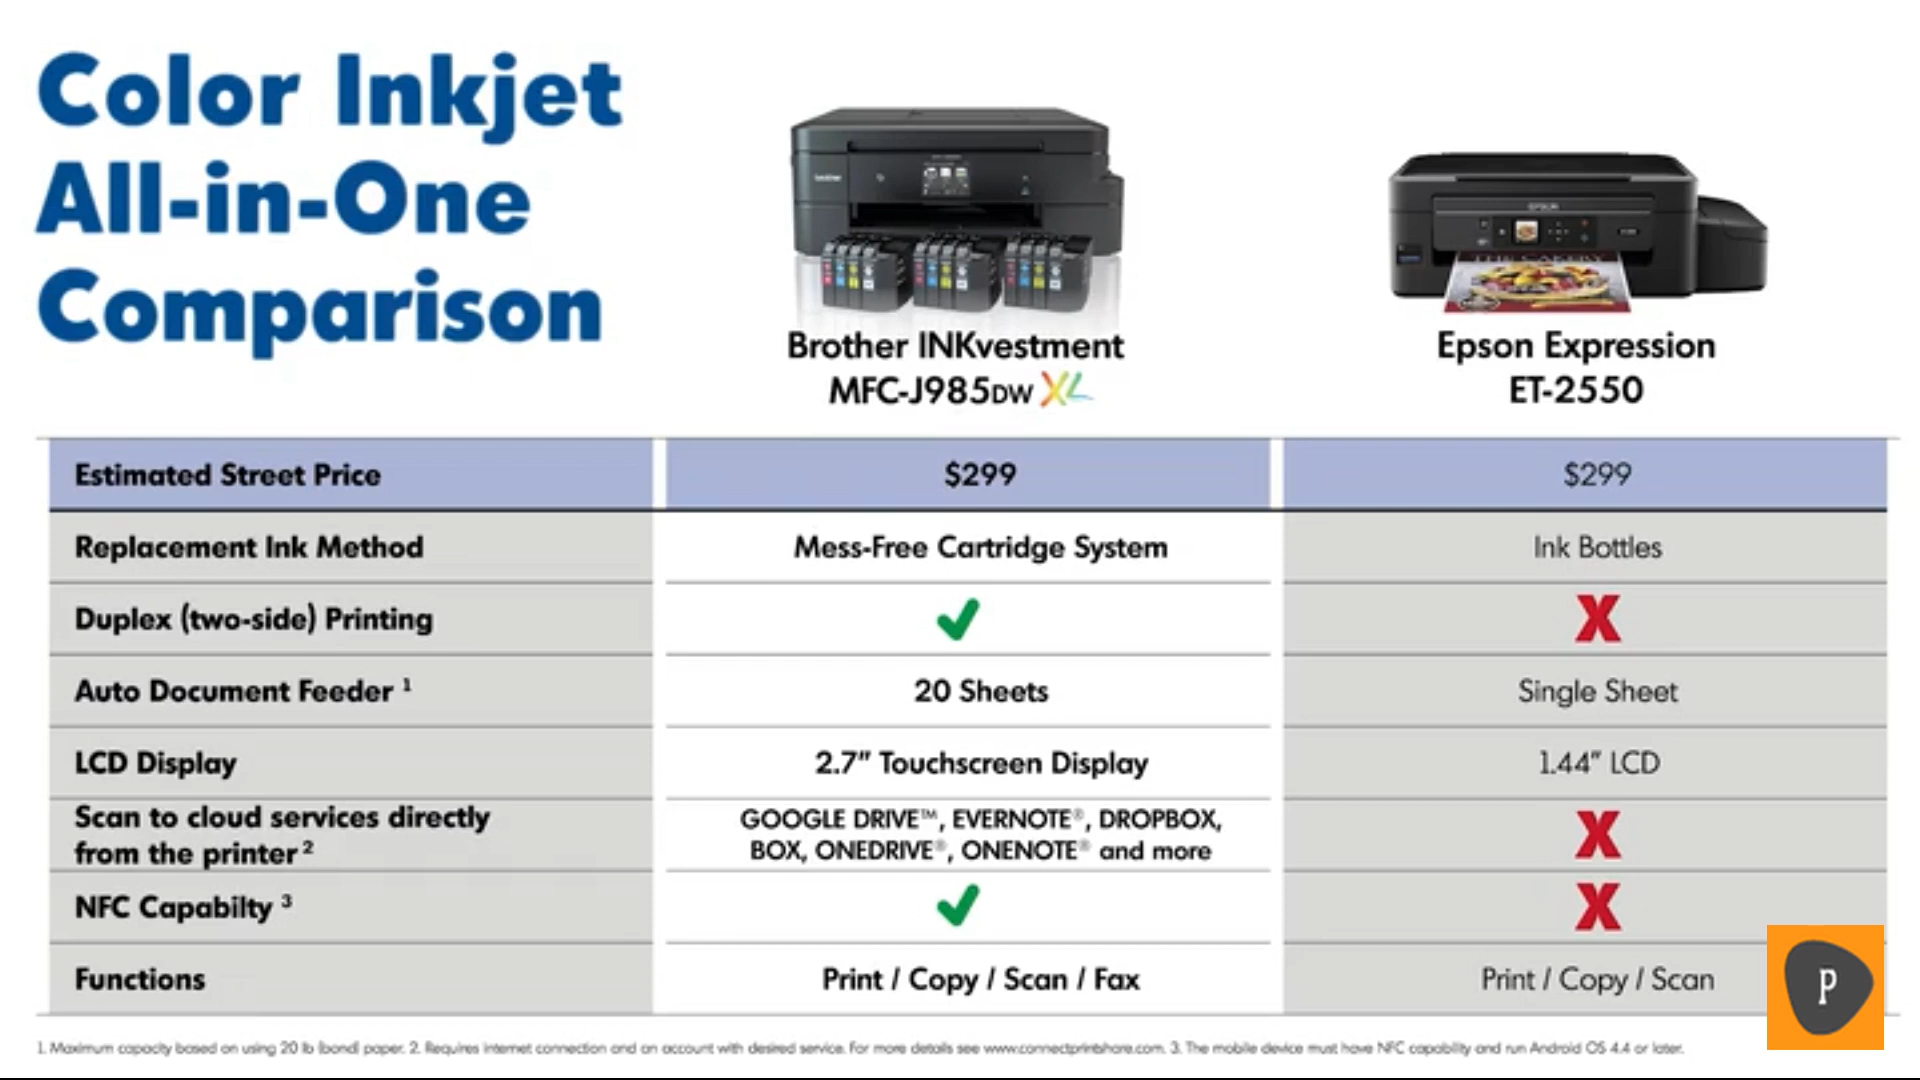 Color Inkjet
All-in-One
Comparison
brother
EPSON
THE CAKERY
Brother INKvestment
MFC-J985DW XL
Epson Expression
ET-2550
Estimated Street Price $299 $299
Replacement Ink Method Mess-Free Cartridge System Ink Bottles
Duplex (two-side) Printing ✔ X
Auto Document Feeder 1 20 Sheets Single Sheet
LCD Display 2.7" Touchscreen Display 1.44" LCD
Scan to cloud services directly
from the printer 2
GOOGLE DRIVE™, EVERNOTE®, DROPBOX,
BOX, ONEDRIVE®, ONENOTE® and more
X
NFC Capabilty 3 ✔ X
Functions Print / Copy / Scan / Fax Print / Copy / Scan
P
1. Maximum capacity based on using 20 lb (bond) paper. 2. Requires internet connection and an account with desired service. For more details see www.connectprintshare.com. 3. The mobile device must have NFC capability and run Android OS 4.4 or later.